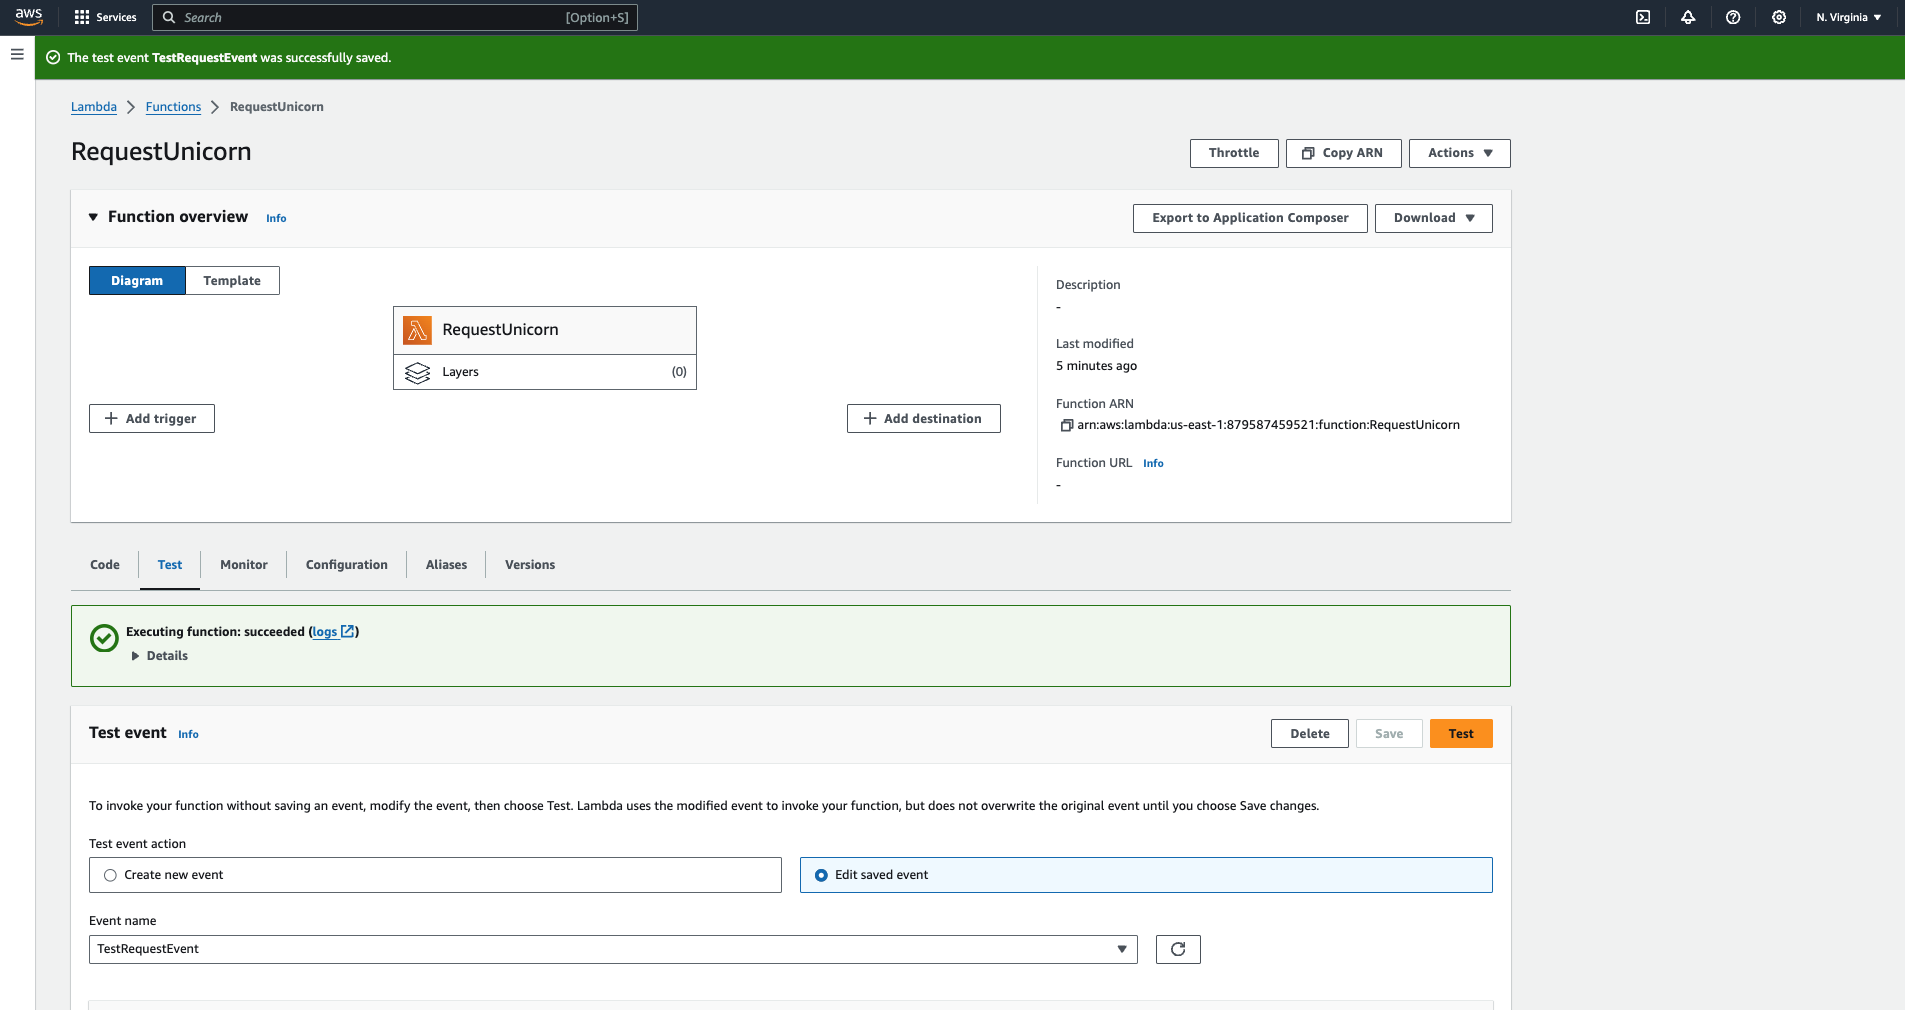 aws Services Search [Option+S] N. Virginia
The test event TestRequestEvent was successfully saved.
Lambda Functions RequestUnicorn
RequestUnicorn
Throttle Copy ARN Actions
Function overview Info
Export to Application Composer Download
Diagram Template
RequestUnicorn
Layers (0)
Add trigger
Add destination
Description
-
Last modified
5 minutes ago
Function ARN
arn:aws:lambda:us-east-1:879587459521:function:RequestUnicorn
Function URL Info
-
Code Test Monitor Configuration Aliases Versions
Executing function: succeeded (logs)
Details
Test event Info
Delete Save Test
To invoke your function without saving an event, modify the event, then choose Test. Lambda uses the modified event to invoke your function, but does not overwrite the original event until you choose Save changes.
Test event action
Create new event
Edit saved event
Event name
TestRequestEvent